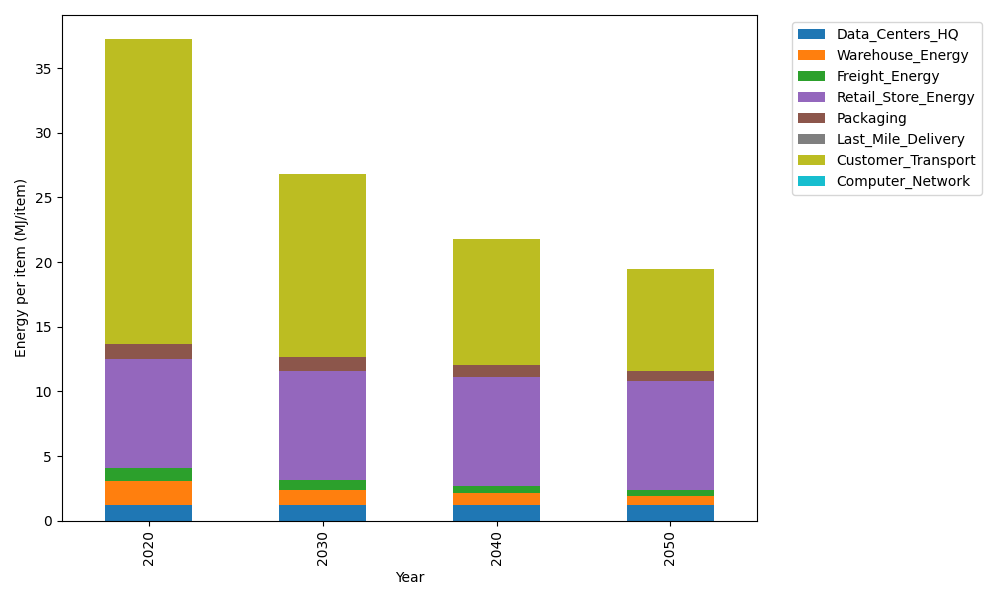 Data_Centers_HQ
Warehouse_Energy
Freight_Energy
Retail_Store_Energy
Packaging
Last_Mile_Delivery
Customer_Transport
Computer_Network
Energy per item (MJ/item)
35
30
25
20
15
10
5
0
2020
2030
2040
2050
Year